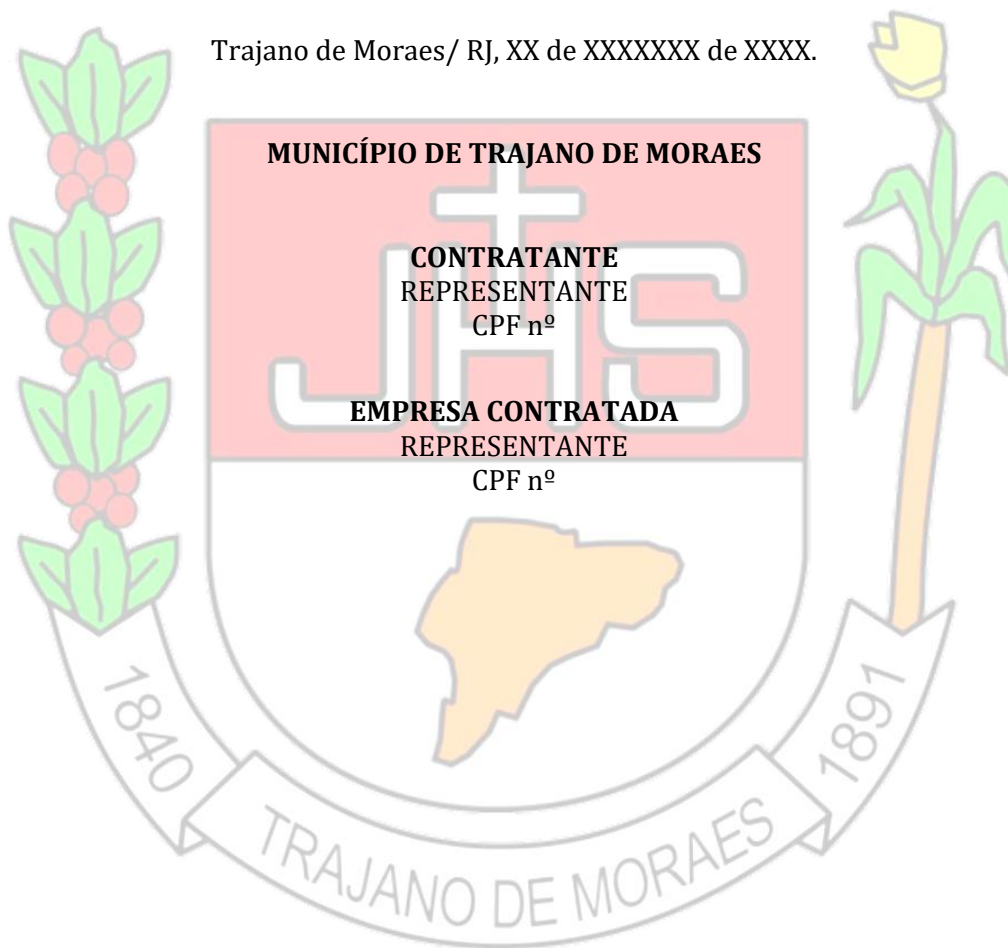 Trajano de Moraes/ RJ, XX de XXXXXXX de XXXX.
MUNICÍPIO DE TRAJANO DE MORAES
CONTRATANTE
REPRESENTANTE
CPF nº
EMPRESA CONTRATADA
REPRESENTANTE
CPF nº
JHS
1840
TRAJANO DE MORAES
1891